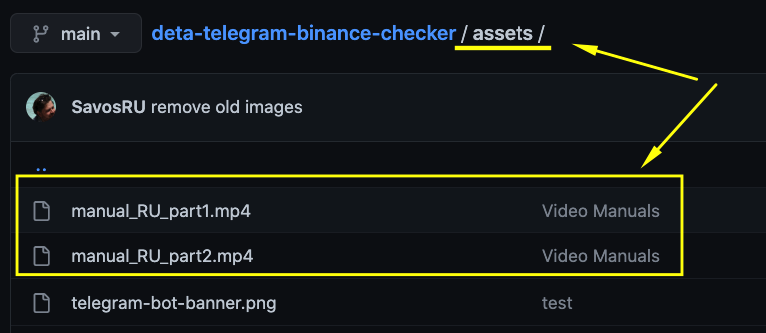 main deta-telegram-binance-checker / assets /
SavosRU remove old images
..
manual_RU_part1.mp4 Video Manuals
manual_RU_part2.mp4 Video Manuals
telegram-bot-banner.png test